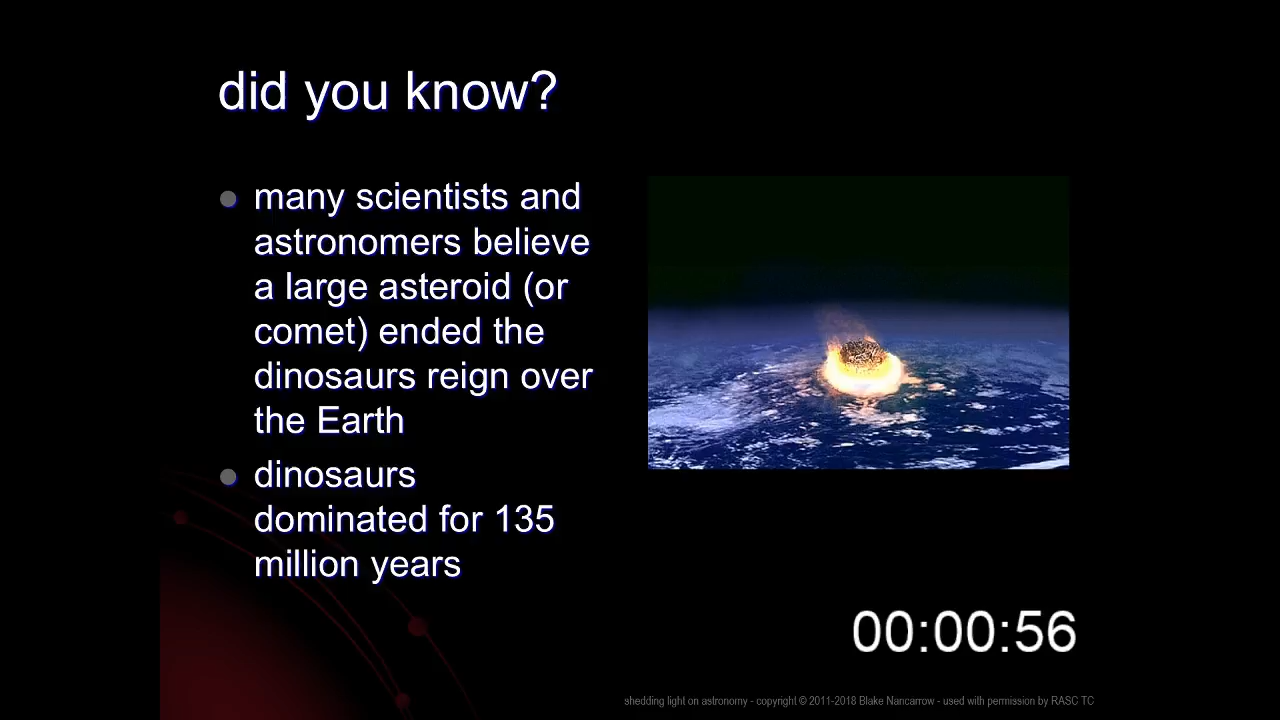 did you know?
many scientists and
astronomers believe
a large asteroid (or
comet) ended the
dinosaurs reign over
the Earth
dinosaurs
dominated for 135
million years
00:00:56
shedding light on astronomy - copyright © 2011-2018 Blake Nancarrow - used with permission by RASC TC